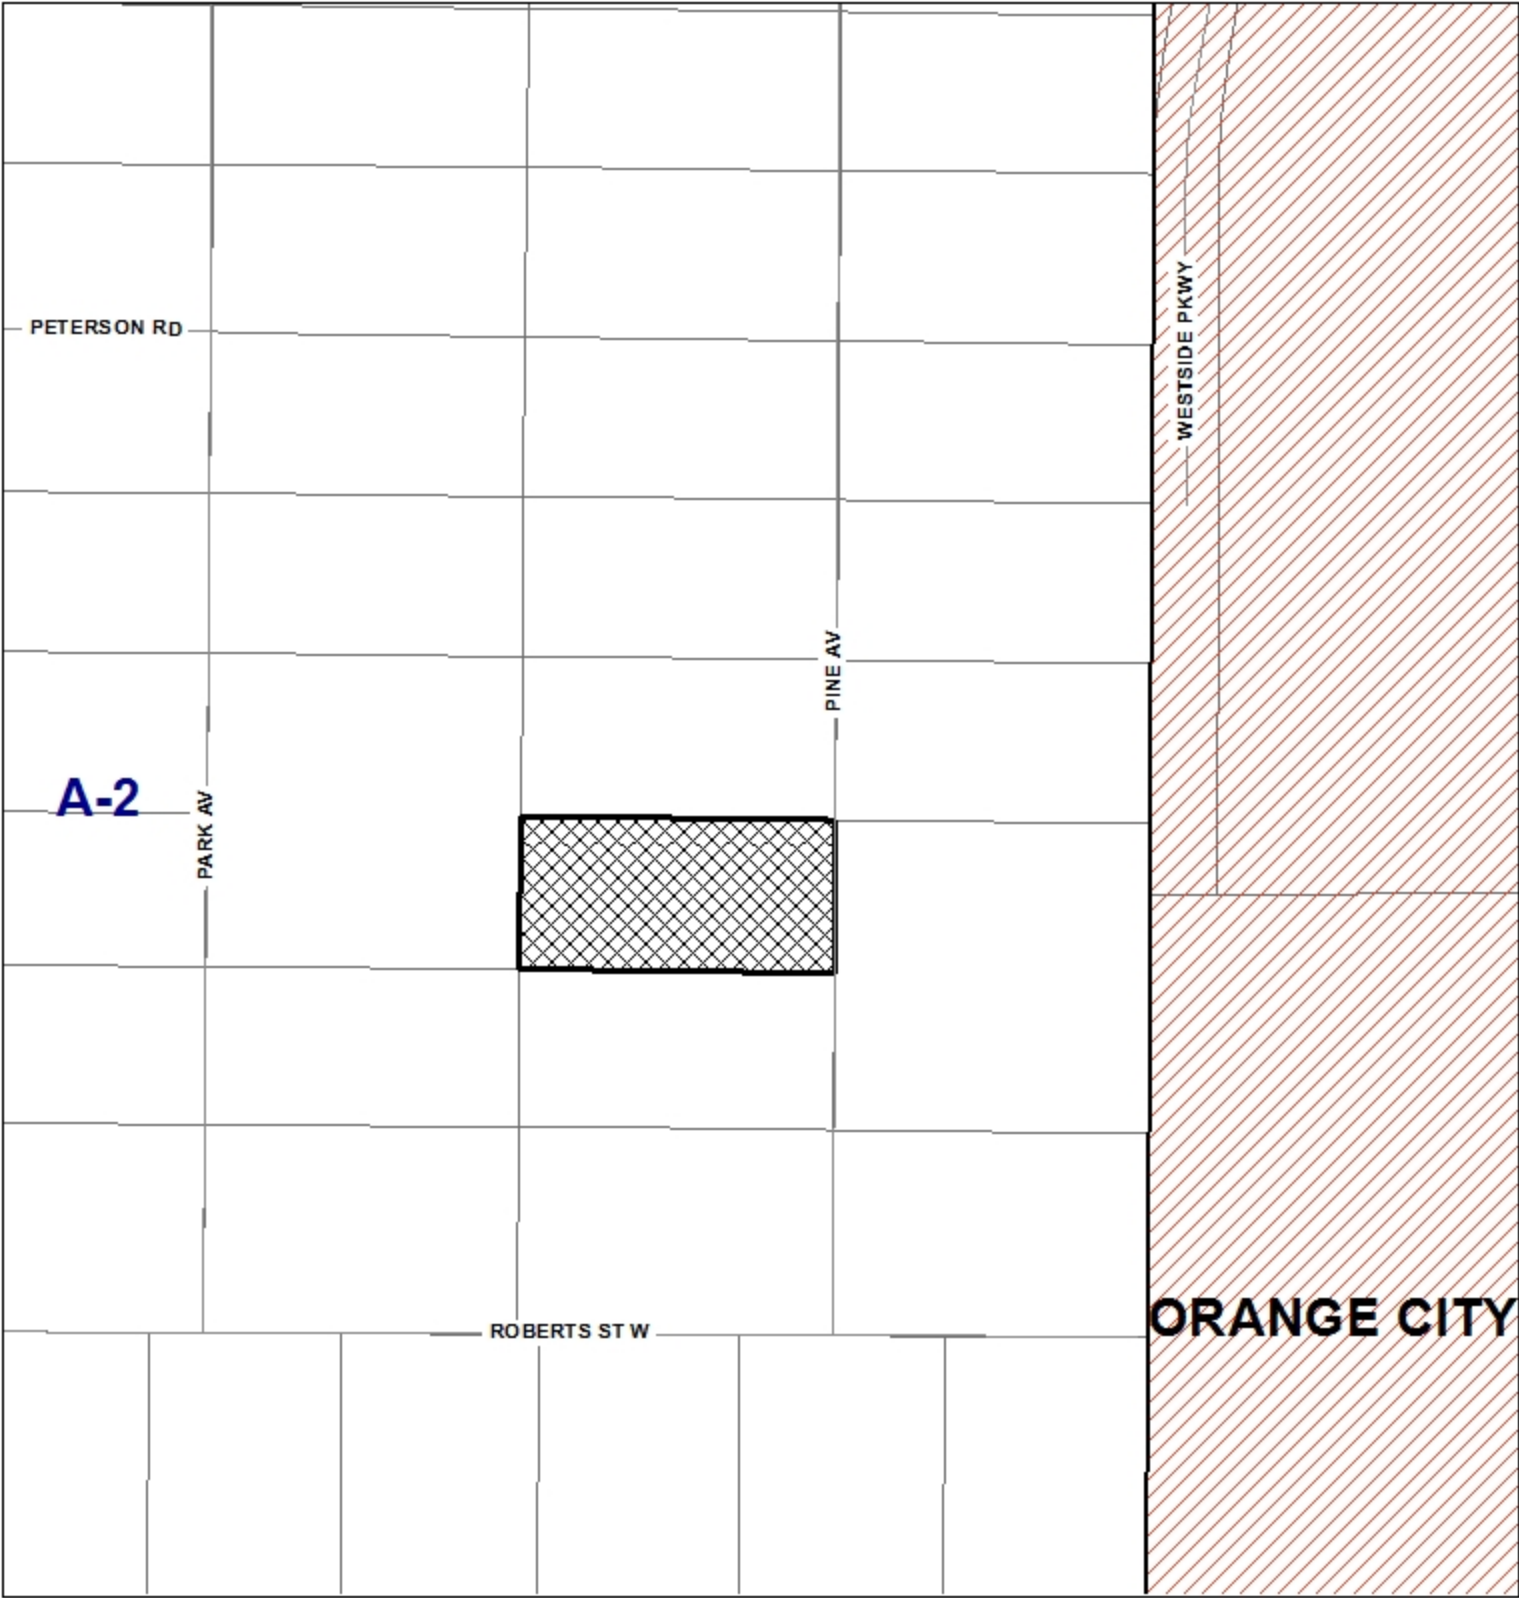 PETERSON RD
WESTSIDE PKWY
PINE AV
A-2
PARK AV
ORANGE CITY
ROBERTS ST W